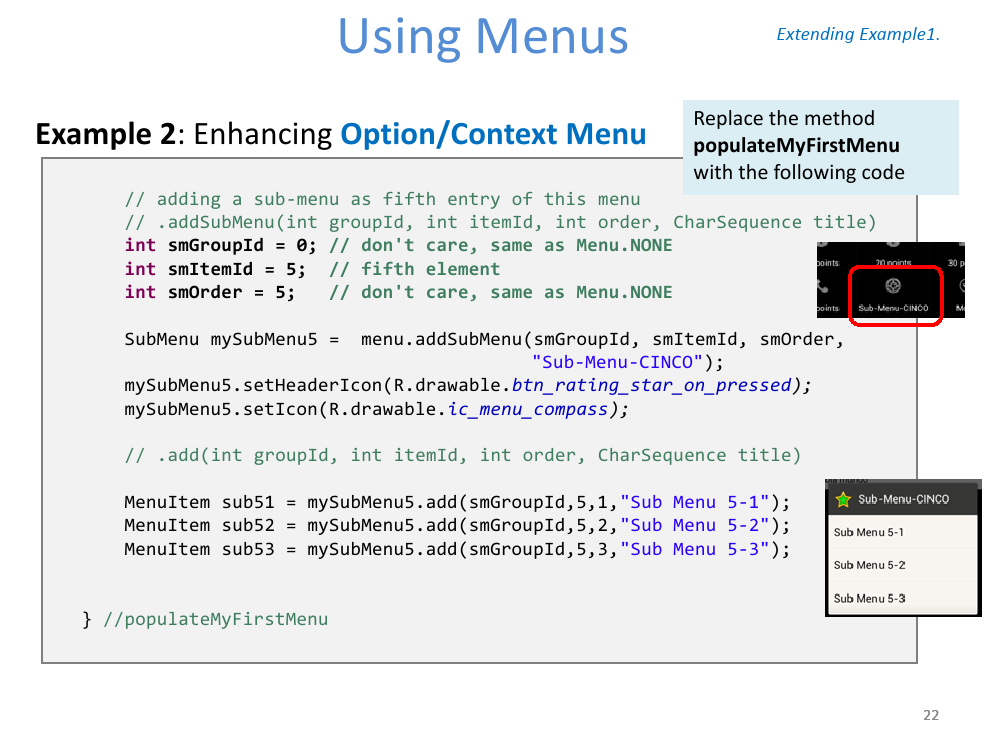 Using Menus
Extending Example1.
Example 2: Enhancing Option/Context Menu
Replace the method
populateMyFirstMenu
with the following code
// adding a sub-menu as fifth entry of this menu
// .addSubMenu(int groupId, int itemId, int order, CharSequence title)
int smGroupId = 0; // don't care, same as Menu.NONE
int smItemId = 5;  // fifth element
int smOrder = 5;   // don't care, same as Menu.NONE
SubMenu mySubMenu5 =  menu.addSubMenu(smGroupId, smItemId, smOrder,
"Sub-Menu-CINCO");
mySubMenu5.setHeaderIcon(R.drawable.btn_rating_star_on_pressed);
mySubMenu5.setIcon(R.drawable.ic_menu_compass);
// .add(int groupId, int itemId, int order, CharSequence title)
MenuItem sub51 = mySubMenu5.add(smGroupId,5,1,"Sub Menu 5-1");
MenuItem sub52 = mySubMenu5.add(smGroupId,5,2,"Sub Menu 5-2");
MenuItem sub53 = mySubMenu5.add(smGroupId,5,3,"Sub Menu 5-3");
} //populateMyFirstMenu
points 20 points 30 p
points Sub-Menu-CINCO
Sub-Menu-CINCO
Sub Menu 5-1
Sub Menu 5-2
Sub Menu 5-3
22